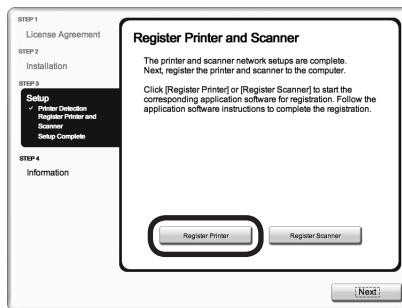 STEP 1
License Agreement
STEP 2
Installation
STEP 3
Setup
✓ Printer Detection
Register Printer and
Scanner
Setup Complete
STEP 4
Information
Register Printer and Scanner
The printer and scanner network setups are complete.
Next, register the printer and scanner to the computer.
Click [Register Printer] or [Register Scanner] to start the
corresponding application software for registration. Follow the
application software instructions to complete the registration.
Register Printer
Register Scanner
Next